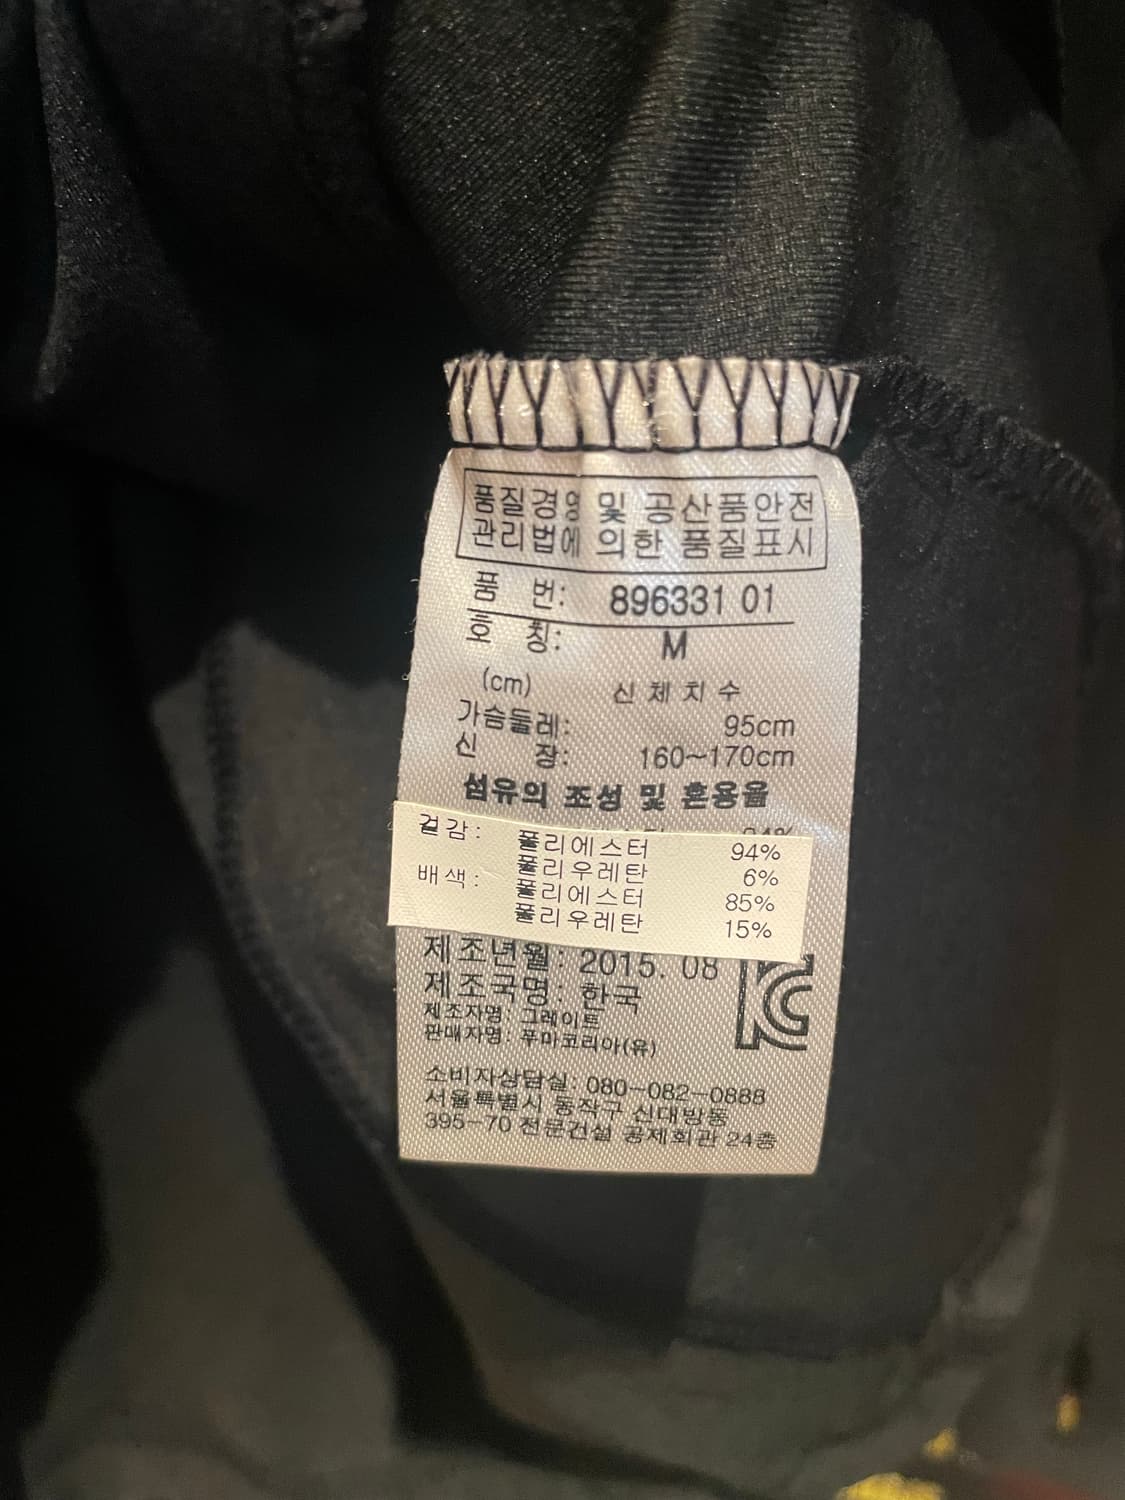 품질경영 및 공산품안전
관리법에 의한 품질표시
품 번: 896331 01
호 칭: M
(cm) 신체치수
가슴둘레: 95cm
신 장: 160~170cm
섬유의 조성 및 혼용율
94%
겉감: 폴리에스터 94%
폴리우레탄 6%
배색: 폴리에스터 85%
폴리우레탄 15%
제조년월: 2015. 08
제조국명: 한국
제조자명: 그레이트
판매자명: 푸마코리아(유)
소비자상담실: 080-082-0888
서울특별시 동작구 신대방동
395-70 전문건설 공제회관 24층